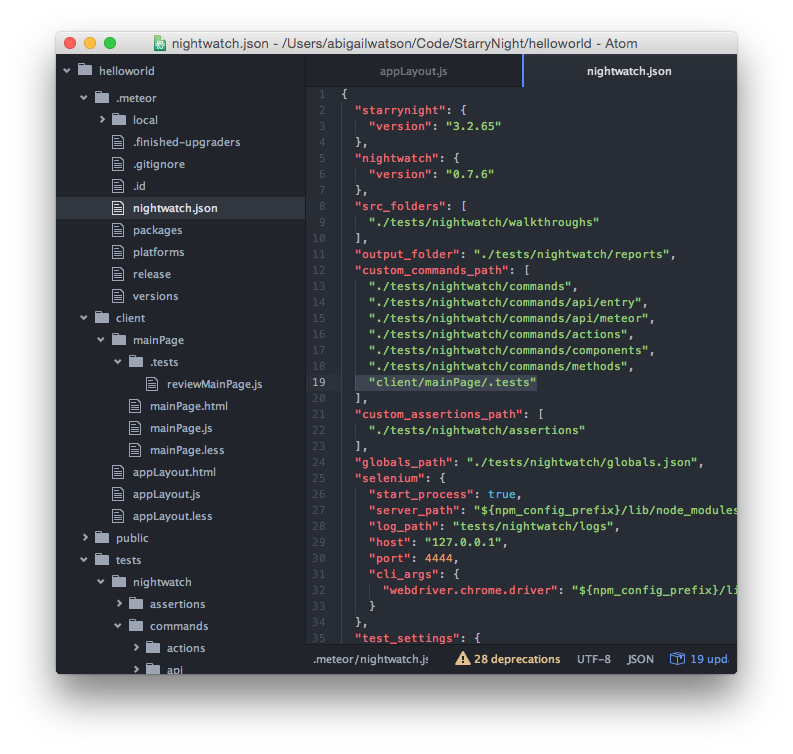 nightwatch.json - /Users/abigailwatson/Code/StarryNight/helloworld - Atom
helloworld
.meteor
local
.finished-upgraders
.gitignore
.id
nightwatch.json
packages
platforms
release
versions
client
mainPage
.tests
reviewMainPage.js
mainPage.html
mainPage.js
mainPage.less
appLayout.html
appLayout.js
appLayout.less
public
tests
nightwatch
assertions
commands
actions
api
appLayout.js
nightwatch.json
1 {
2 "starrynight": {
3 "version": "3.2.65"
4 },
5 "nightwatch": {
6 "version": "0.7.6"
7 },
8 "src_folders": [
9 "./tests/nightwatch/walkthroughs"
10 ],
11 "output_folder": "./tests/nightwatch/reports",
12 "custom_commands_path": [
13 "./tests/nightwatch/commands",
14 "./tests/nightwatch/commands/api/entry",
15 "./tests/nightwatch/commands/api/meteor",
16 "./tests/nightwatch/commands/actions",
17 "./tests/nightwatch/commands/components",
18 "./tests/nightwatch/commands/methods",
19 "client/mainPage/.tests"
20 ],
21 "custom_assertions_path": [
22 "./tests/nightwatch/assertions"
23 ],
24 "globals_path": "./tests/nightwatch/globals.json",
25 "selenium": {
26 "start_process": true,
27 "server_path": "${npm_config_prefix}/lib/node_modules
28 "log_path": "tests/nightwatch/logs",
29 "host": "127.0.0.1",
30 "port": 4444,
31 "cli_args": {
32 "webdriver.chrome.driver": "${npm_config_prefix}/li
33 }
34 },
35 "test_settings": {
.meteor/nightwatch.js
28 deprecations
UTF-8
JSON
19 upd